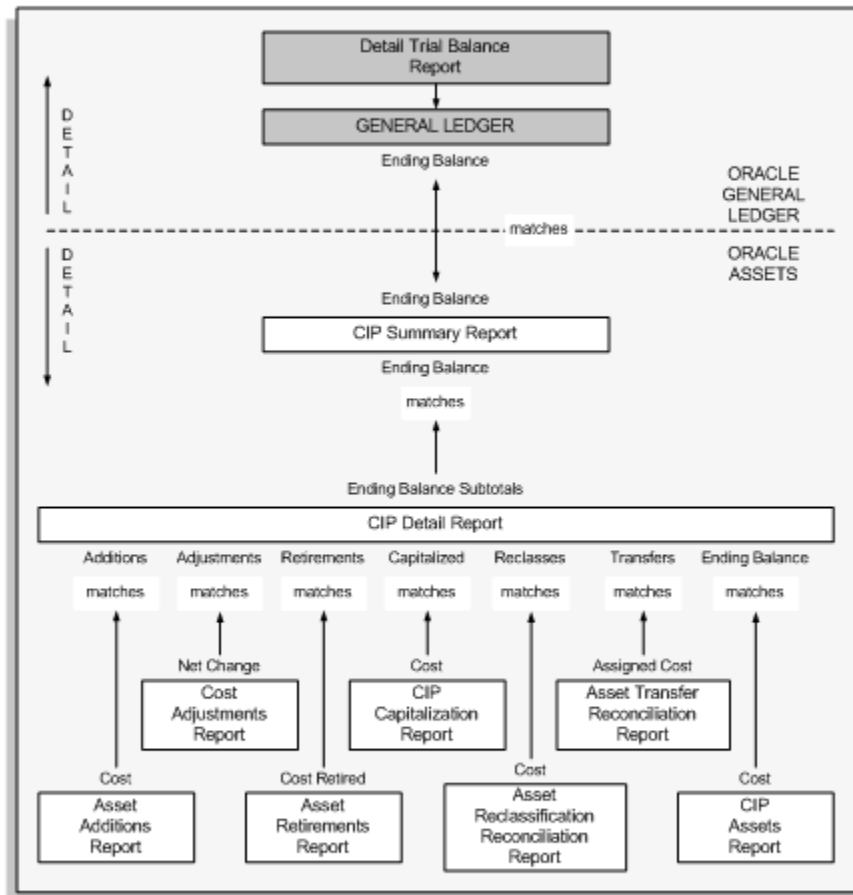 Detail Trial Balance
Report
GENERAL LEDGER
Ending Balance
DETAIL
ORACLE
GENERAL
LEDGER
matches
DETAIL
ORACLE
ASSETS
Ending Balance
CIP Summary Report
Ending Balance
matches
Ending Balance Subtotals
CIP Detail Report
Additions Adjustments Retirements Capitalized Reclasses Transfers Ending Balance
matches matches matches matches matches matches matches
Net Change
Cost
Adjustments
Report
Cost
CIP
Capitalization
Report
Assigned Cost
Asset Transfer
Reconciliation
Report
Cost
Asset
Additions
Report
Cost Retired
Asset
Retirements
Report
Cost
Asset
Reclassification
Reconciliation
Report
Cost
CIP
Assets
Report